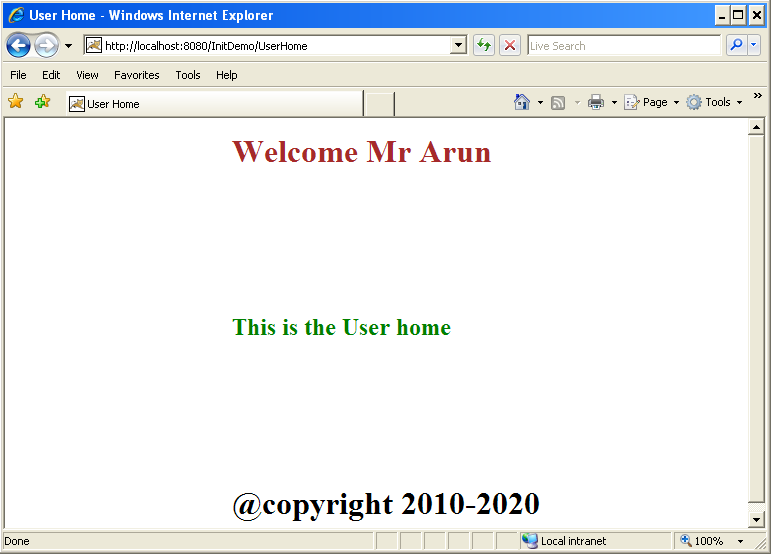 User Home - Windows Internet Explorer
http://localhost:8080/InitDemo/UserHome
Live Search
File Edit View Favorites Tools Help
User Home
Page Tools
Welcome Mr Arun
This is the User home
@copyright 2010-2020
Done
Local intranet
100%